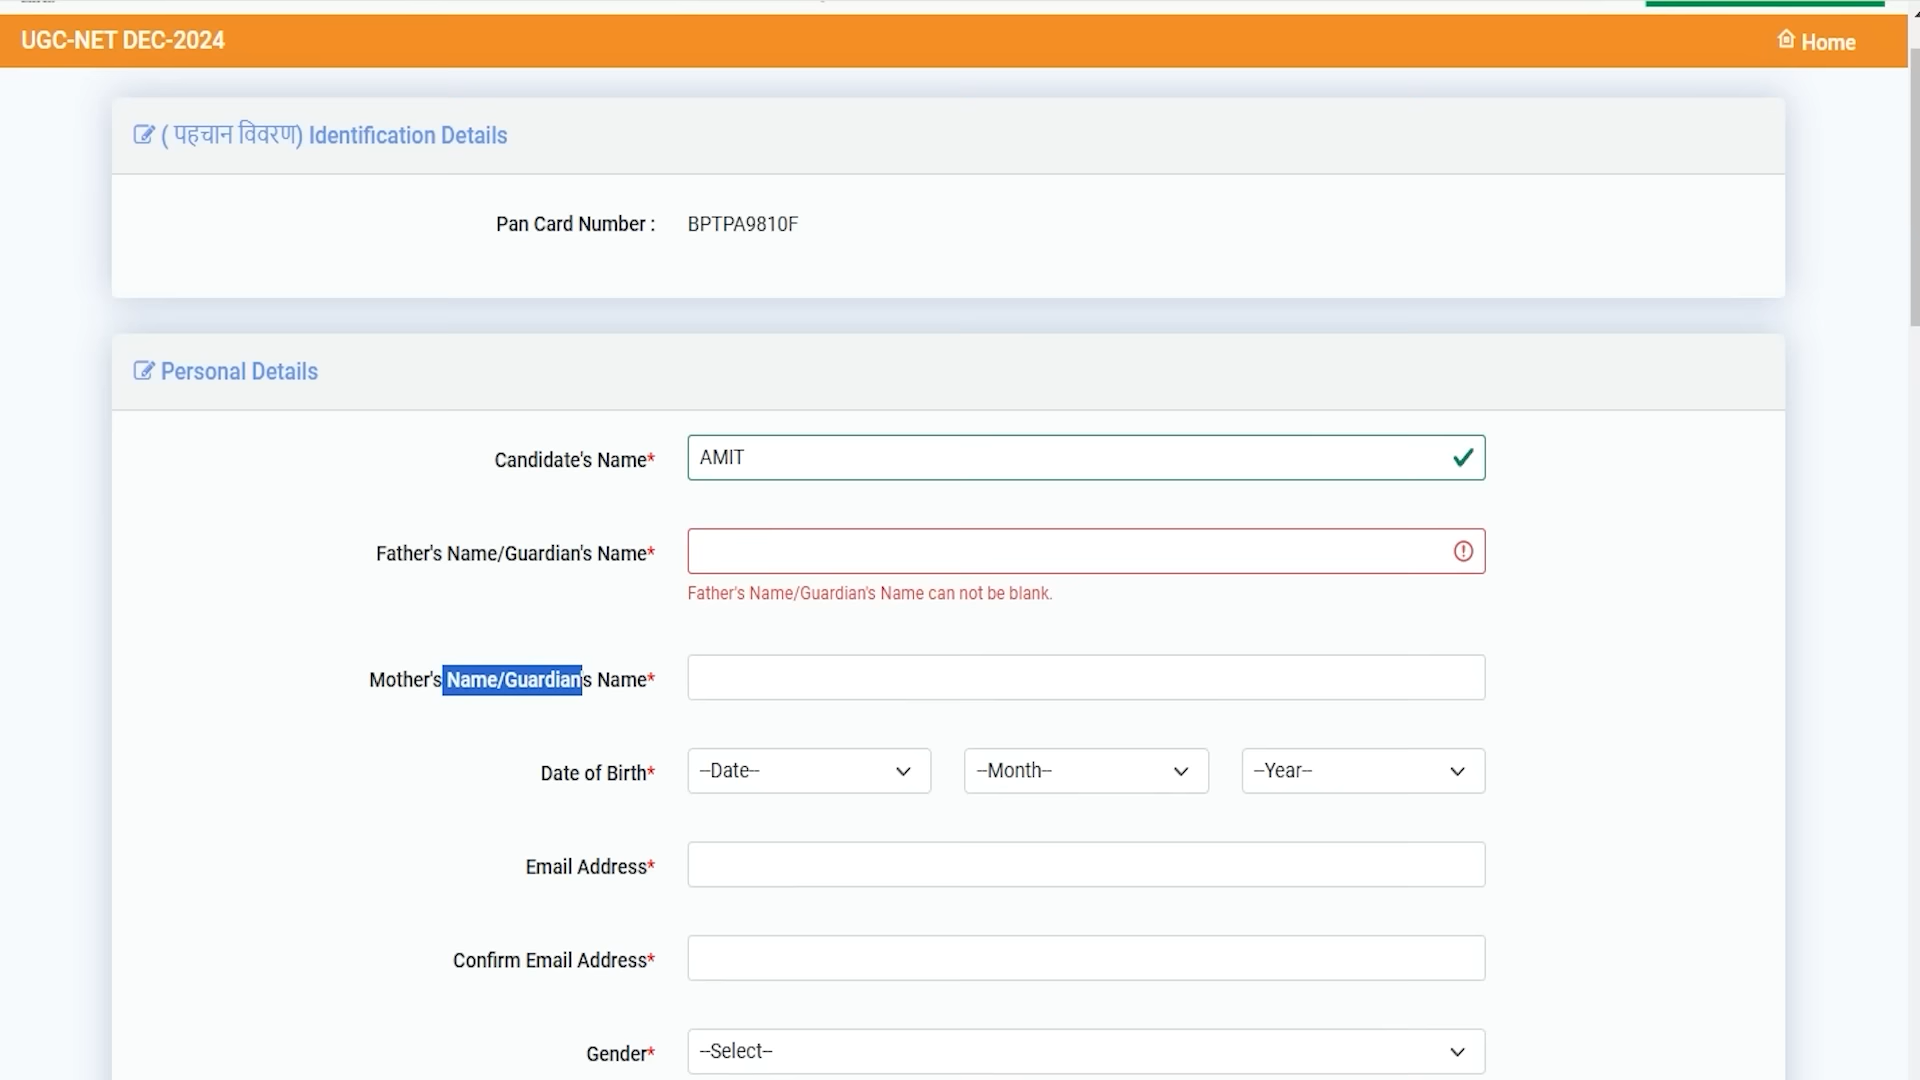 UGC-NET DEC-2024
Home
( पहचान विवरण) Identification Details
Pan Card Number : BPTPA9810F
Personal Details
Candidate's Name* AMIT
Father's Name/Guardian's Name*
Father's Name/Guardian's Name can not be blank.
Mother's Name/Guardian's Name*
Date of Birth* --Date-- --Month-- --Year--
Email Address*
Confirm Email Address*
Gender* --Select--